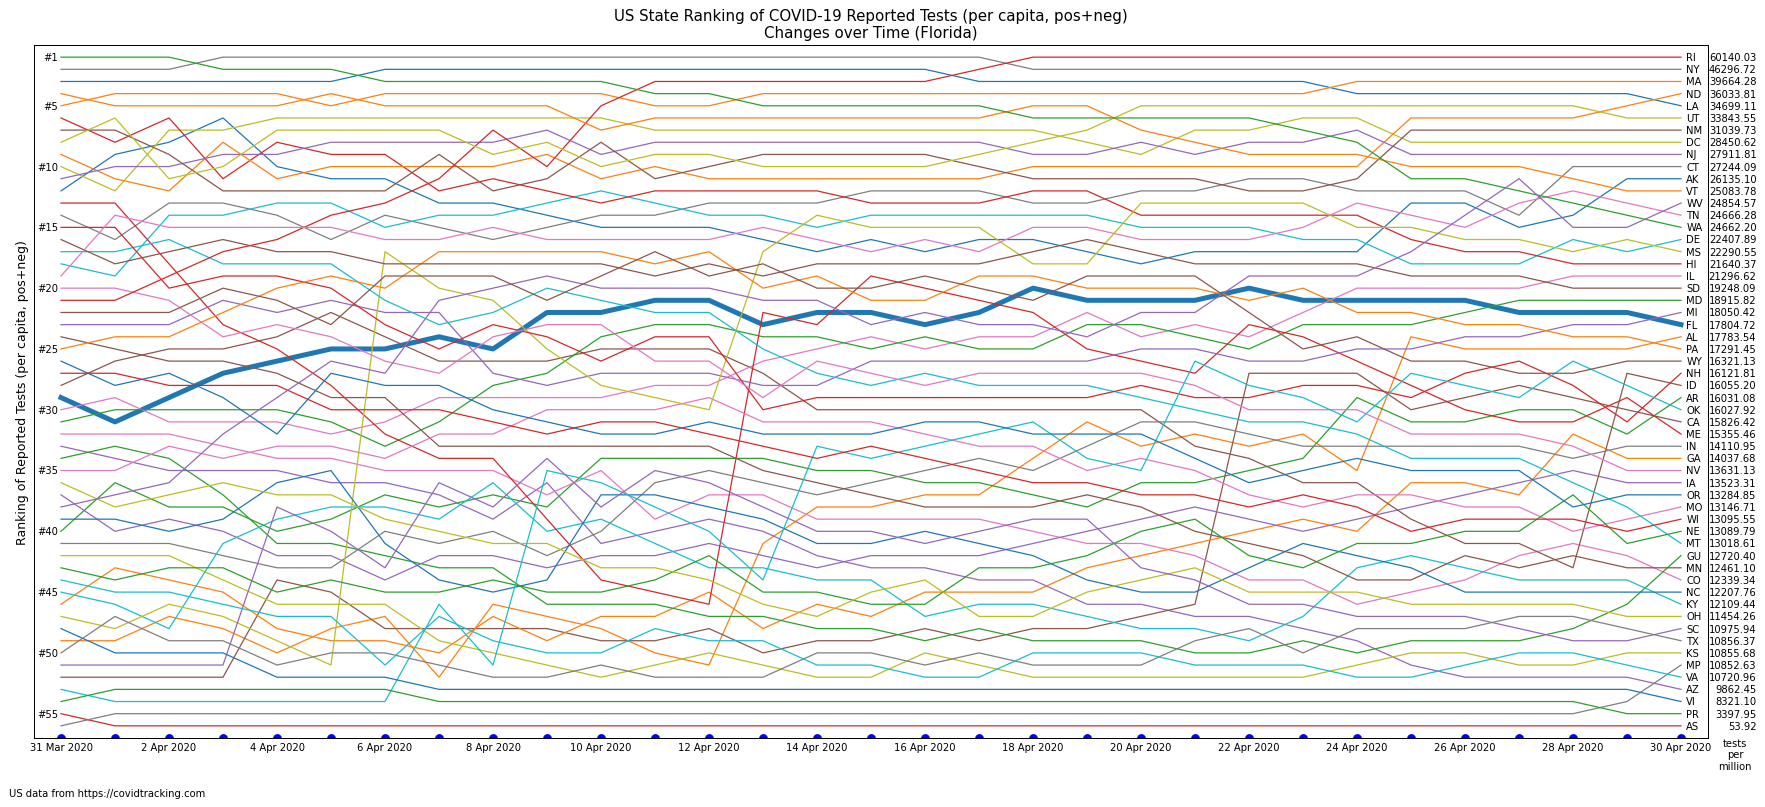 US State Ranking of COVID-19 Reported Tests (per capita, pos+neg)
Changes over Time (Florida)
Ranking of Reported Tests (per capita, pos+neg)
#1
#5
#10
#15
#20
#25
#30
#35
#40
#45
#50
#55
RI 60140.03
NY 46296.72
MA 39664.28
ND 36033.81
LA 34699.11
UT 33843.55
NM 31039.73
DC 28450.62
NJ 27911.81
CT 27244.09
AK 26135.10
VT 25083.78
WV 24854.57
TN 24666.28
WA 24662.20
DE 22407.89
MS 22290.55
HI 21640.37
IL 21296.62
SD 19248.09
MD 18915.82
MI 18050.42
FL 17804.72
AL 17783.54
PA 17291.45
WY 16321.13
NH 16121.81
ID 16055.20
AR 16031.08
OK 16027.92
CA 15826.42
ME 15355.46
IN 14110.95
GA 14037.68
NV 13631.13
IA 13523.31
OR 13284.85
MO 13146.71
WI 13095.55
NE 13089.79
MT 13018.61
GU 12720.40
MN 12461.10
CO 12339.34
NC 12207.76
KY 12109.44
OH 11454.26
SC 10975.94
TX 10856.37
KS 10855.68
MP 10852.63
VA 10720.96
AZ 9862.45
VI 8321.10
PR 3397.95
AS 53.92
31 Mar 2020 2 Apr 2020 4 Apr 2020 6 Apr 2020 8 Apr 2020 10 Apr 2020 12 Apr 2020 14 Apr 2020 16 Apr 2020 18 Apr 2020 20 Apr 2020 22 Apr 2020 24 Apr 2020 26 Apr 2020 28 Apr 2020 30 Apr 2020
tests
per
million
US data from https://covidtracking.com